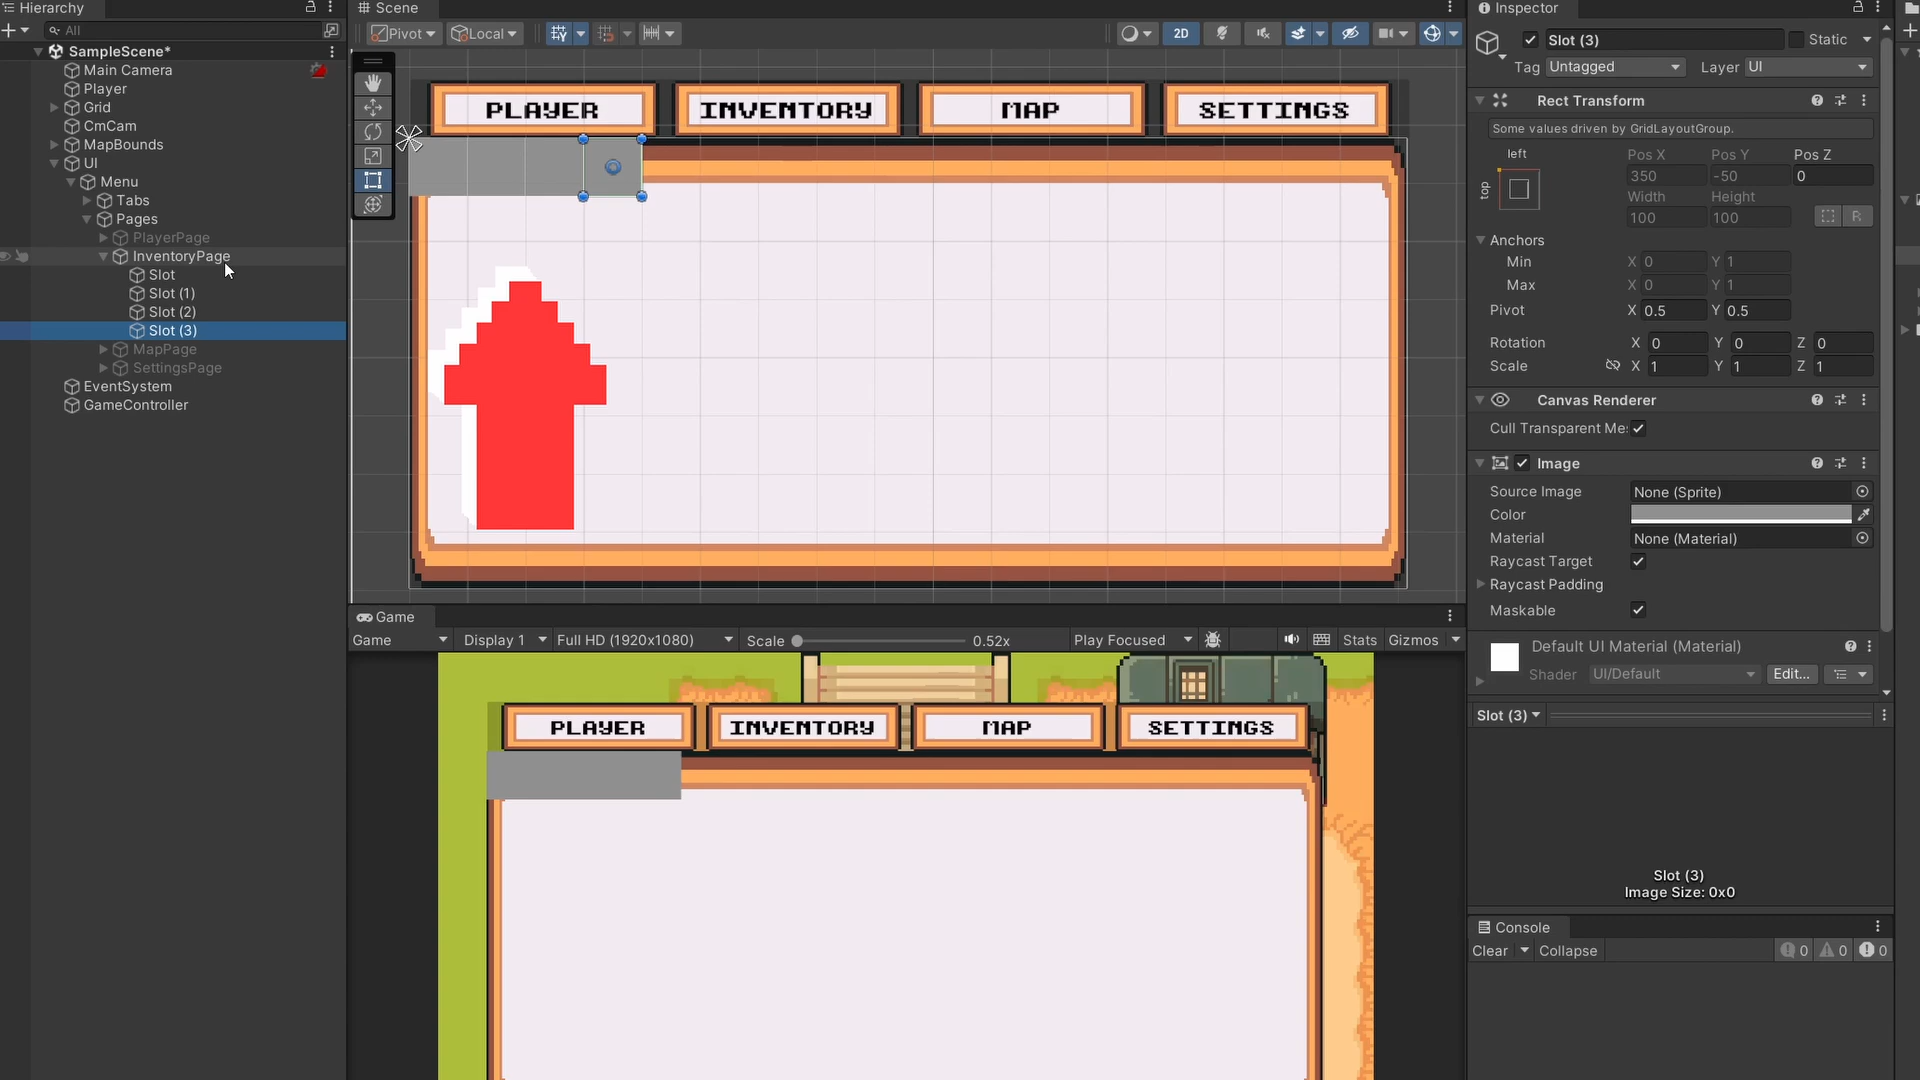 Hierarchy
All
SampleScene*
Main Camera
Player
Grid
CmCam
MapBounds
UI
Menu
Tabs
Pages
PlayerPage
InventoryPage
Slot
Slot (1)
Slot (2)
Slot (3)
MapPage
SettingsPage
EventSystem
GameController
Scene
Pivot
Local
2D
PLAYER
INVENTORY
MAP
SETTINGS
Game
Game
Display 1
Full HD (1920x1080)
Scale
0.52x
Play Focused
Stats
Gizmos
PLAYER
INVENTORY
MAP
SETTINGS
Inspector
Slot (3)
Static
Tag
Untagged
Layer
UI
Rect Transform
Some values driven by GridLayoutGroup.
left
top
Pos X
Pos Y
Pos Z
350
-50
0
Width
Height
100
100
R
Anchors
Min
X
0
Y
1
Max
X
0
Y
1
Pivot
X
0.5
Y
0.5
Rotation
X
0
Y
0
Z
0
Scale
X
1
Y
1
Z
1
Canvas Renderer
Cull Transparent Me
Image
Source Image
None (Sprite)
Color
Material
None (Material)
Raycast Target
Raycast Padding
Maskable
Default UI Material (Material)
Shader
UI/Default
Edit...
Slot (3)
Slot (3)
Image Size: 0x0
Console
Clear
Collapse
0
0
0